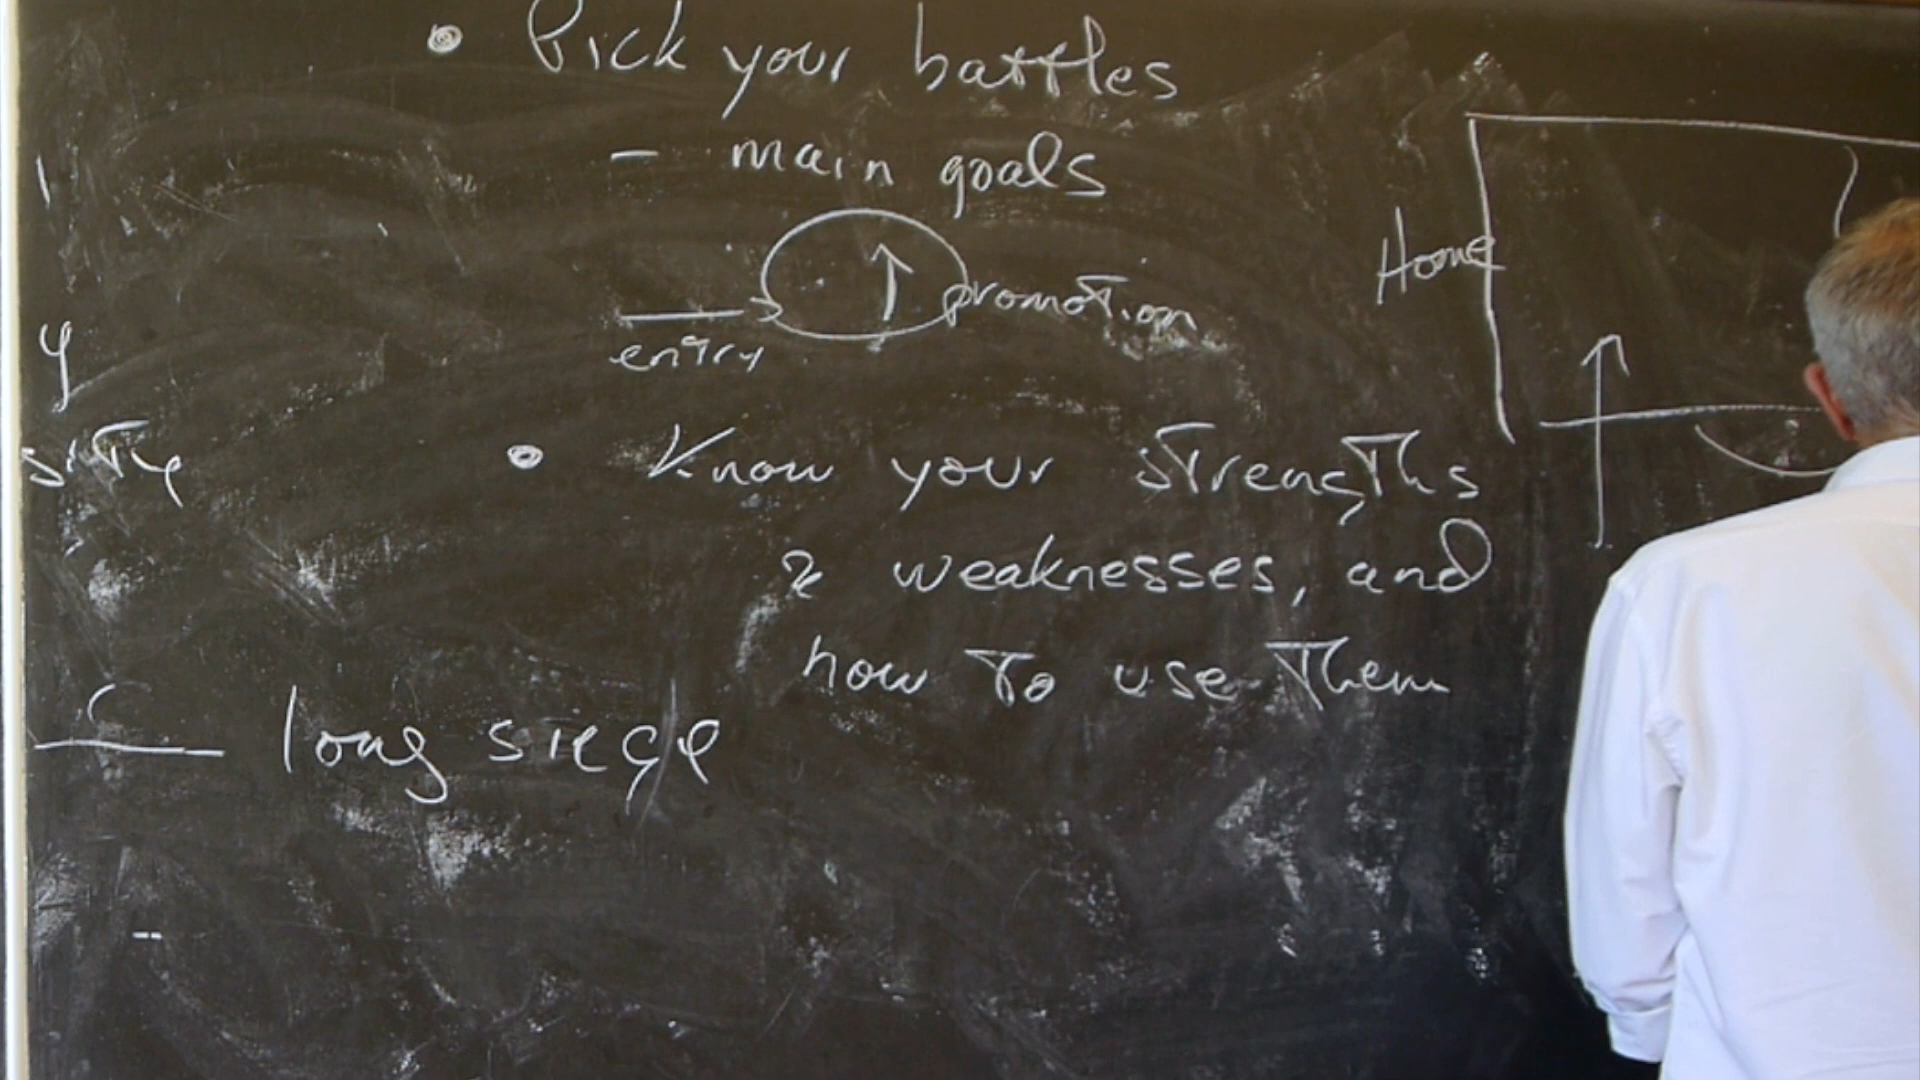 • Pick your battles
- main goals
promotion
entry
Home
y
sity
• Know your strengths
& weaknesses, and
how to use them
— long siege